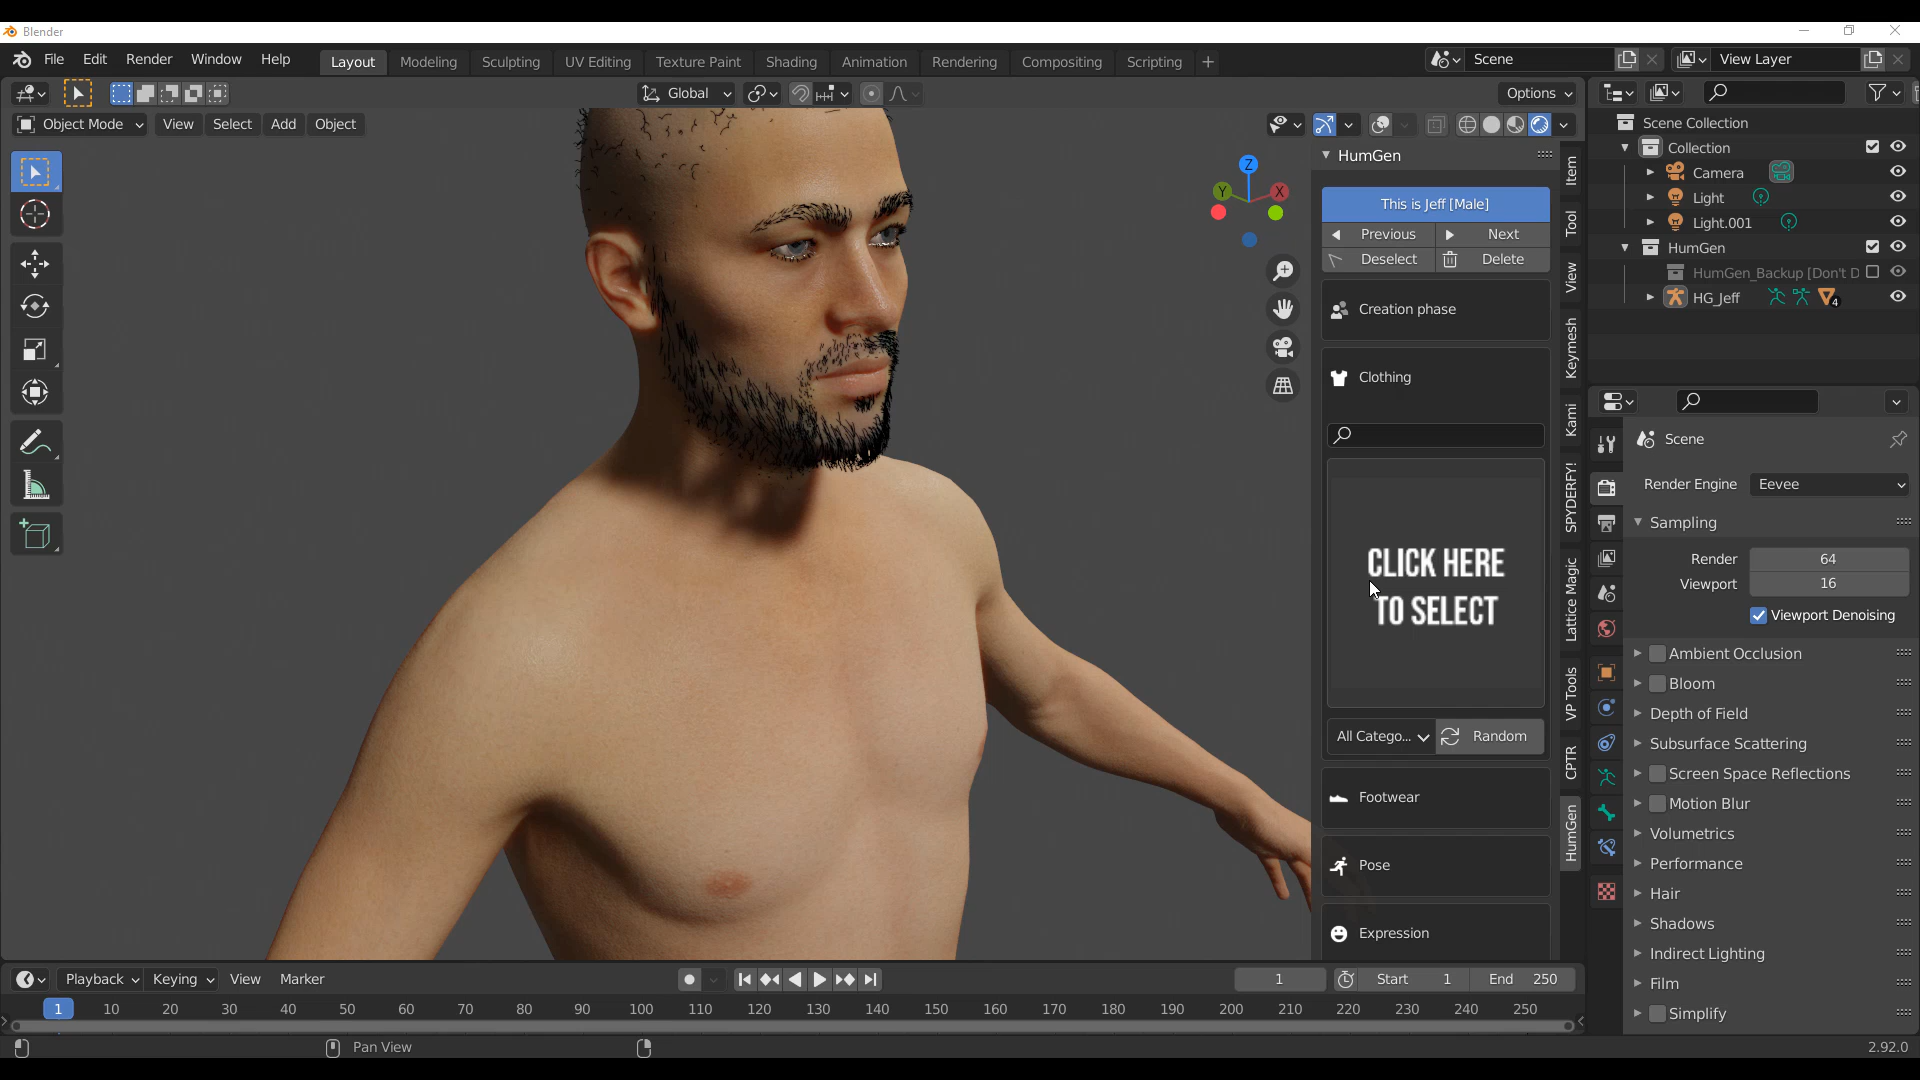 Blender
File Edit Render Window Help
Layout Modeling Sculpting UV Editing Texture Paint Shading Animation Rendering Compositing Scripting +
Scene
View Layer
Global
Options
Object Mode View Select Add Object
Z
Y
X
HumGen
This is Jeff [Male]
Previous Next
Deselect Delete
Creation phase
Clothing
CLICK HERE
TO SELECT
All Catego... Random
Footwear
Pose
Expression
Item
Tool
View
Keymesh
Kami
SPYDERFY!
Lattice Magic
VP Tools
CPTR
HumGen
Scene Collection
Collection
Camera
Light
Light.001
HumGen
HumGen_Backup [Don't D
HG_Jeff 4
Scene
Render Engine Eevee
Sampling
Render 64
Viewport 16
Viewport Denoising
Ambient Occlusion
Bloom
Depth of Field
Subsurface Scattering
Screen Space Reflections
Motion Blur
Volumetrics
Performance
Hair
Shadows
Indirect Lighting
Film
Simplify
Playback Keying View Marker
1 Start 1 End 250
1 10 20 30 40 50 60 70 80 90 100 110 120 130 140 150 160 170 180 190 200 210 220 230 240 250
Pan View
2.92.0